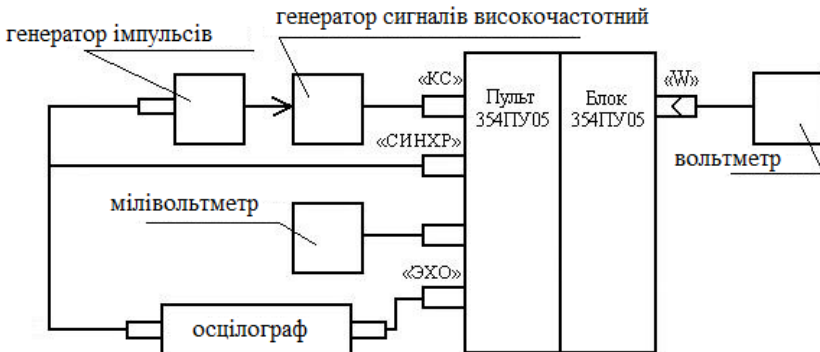 генератор сигналів високочастотний
генератор імпульсів
«КС»
Пульт
354ПУ05
Блок
354ПУ05
«W»
«СИНХР»
вольтметр
мілівольтметр
«ЭХО»
осцілограф